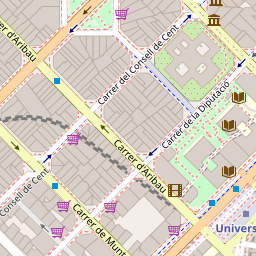 d'Aribau
Carrer del Consell de Cent
Carrer de la Diputació
Carrer d'Aribau
Consell de Cent
Carrer de Munt
d'Arib
Univers